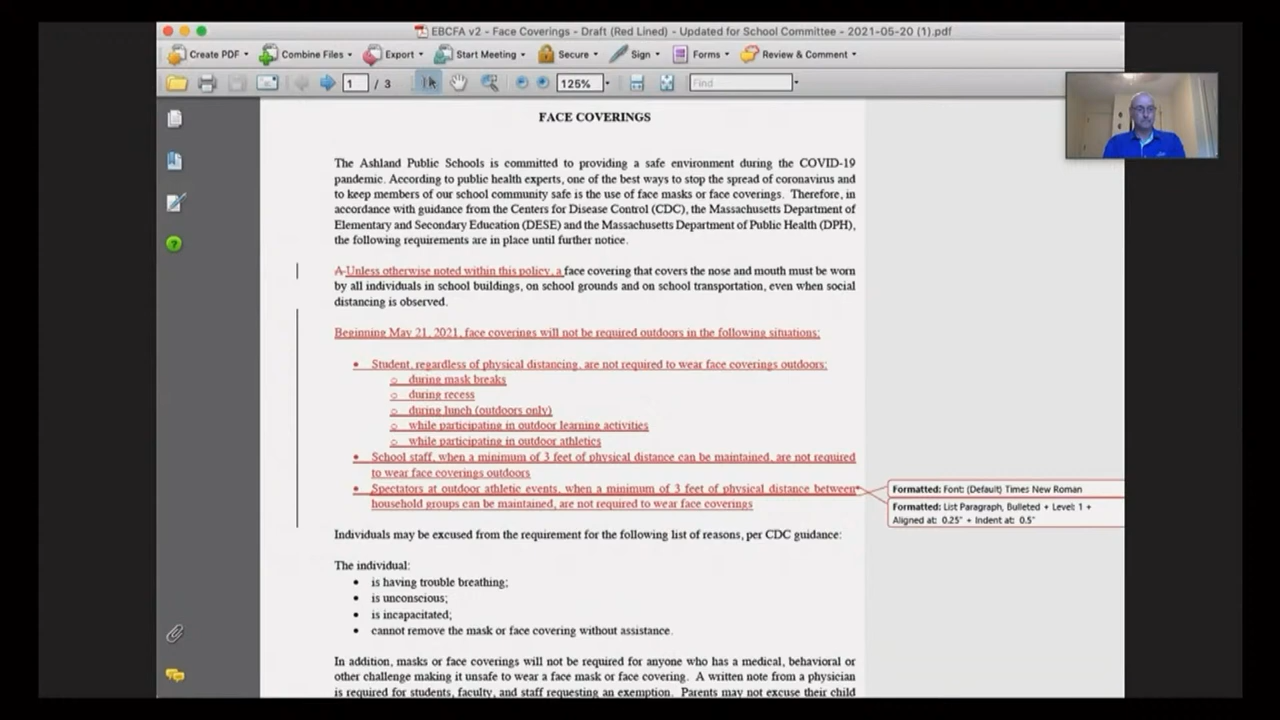 EBCFA v2 - Face Coverings - Draft (Red Lined) - Updated for School Committee - 2021-05-20 (1).pdf
Create PDF Combine Files Export Start Meeting Secure Sign Forms Review & Comment
1 / 3 125% Find
FACE COVERINGS
The Ashland Public Schools is committed to providing a safe environment during the COVID-19
pandemic. According to public health experts, one of the best ways to stop the spread of coronavirus and
to keep members of our school community safe is the use of face masks or face coverings. Therefore, in
accordance with guidance from the Centers for Disease Control (CDC), the Massachusetts Department of
Elementary and Secondary Education (DESE) and the Massachusetts Department of Public Health (DPH),
the following requirements are in place until further notice.
A Unless otherwise noted within this policy, a face covering that covers the nose and mouth must be worn
by all individuals in school buildings, on school grounds and on school transportation, even when social
distancing is observed.
Beginning May 21, 2021, face coverings will not be required outdoors in the following situations:
• Student, regardless of physical distancing, are not required to wear face coverings outdoors:
o during mask breaks
o during recess
o during lunch (outdoors only)
o while participating in outdoor learning activities
o while participating in outdoor athletics
• School staff, when a minimum of 3 feet of physical distance can be maintained, are not required
to wear face coverings outdoors
• Spectators at outdoor athletic events, when a minimum of 3 feet of physical distance between
household groups can be maintained, are not required to wear face coverings
Formatted: Font: (Default) Times New Roman
Formatted: List Paragraph, Bulleted + Level: 1 +
Aligned at: 0.25" + Indent at: 0.5"
Individuals may be excused from the requirement for the following list of reasons, per CDC guidance:
The individual:
• is having trouble breathing;
• is unconscious;
• is incapacitated;
• cannot remove the mask or face covering without assistance.
In addition, masks or face coverings will not be required for anyone who has a medical, behavioral or
other challenge making it unsafe to wear a face mask or face covering. A written note from a physician
is required for students, faculty, and staff requesting an exemption. Parents may not excuse their child